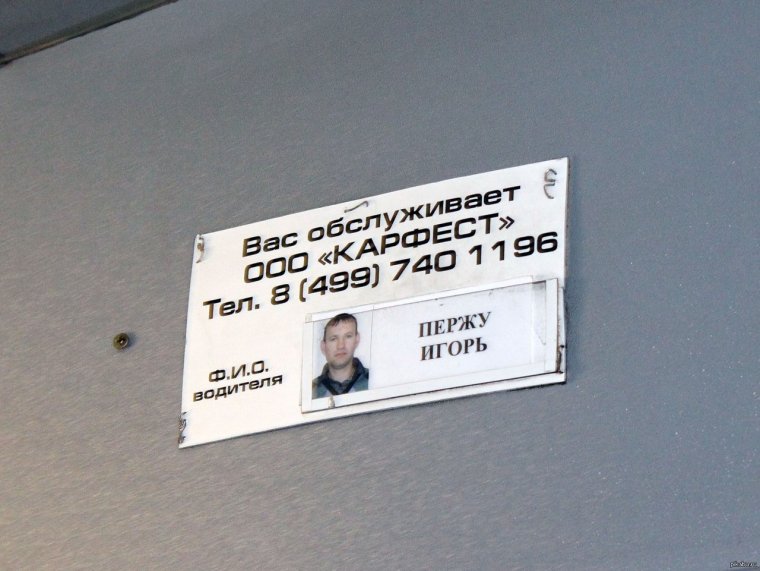 Вас обслуживает
ООО «КАРФЕСТ»
Тел. 8 (499) 740 1196
ПЕРЖУ
ИГОРЬ
Ф.И.О.
водителя